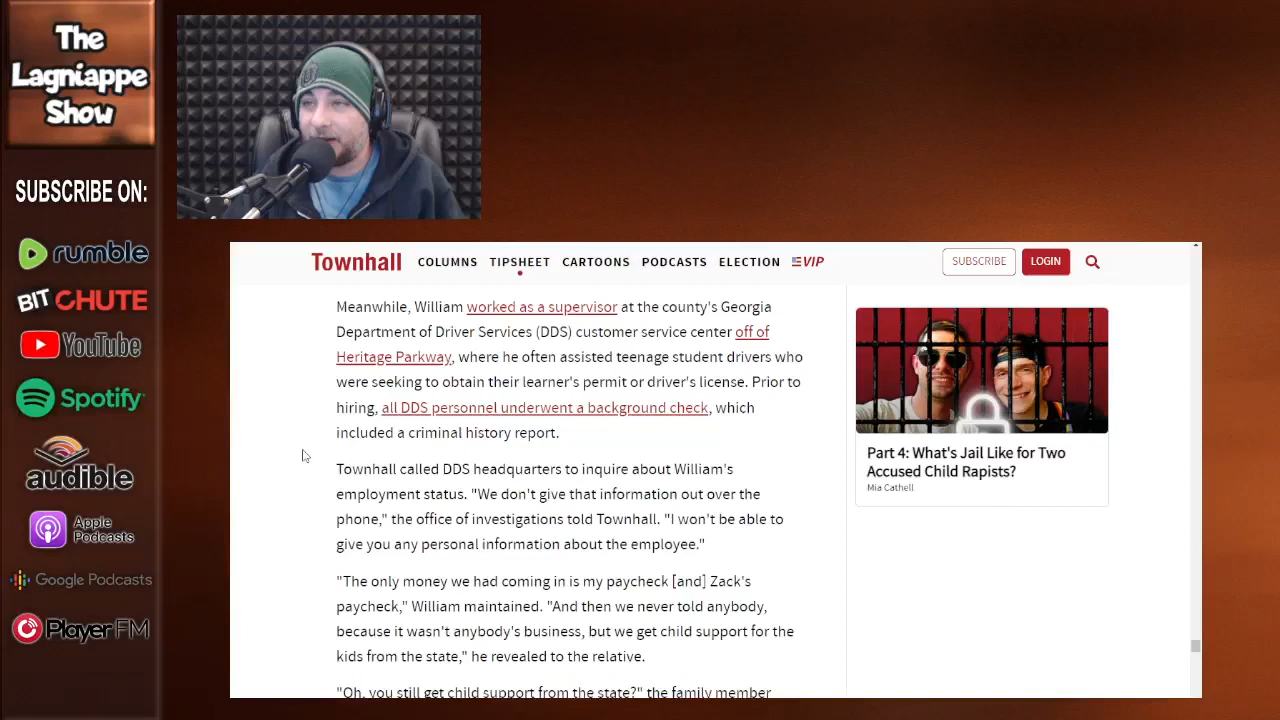 The
Lagniappe
Show
SUBSCRIBE ON:
rumble
BIT CHUTE
YouTube
Spotify
audible
Apple
Podcasts
Google Podcasts
Player FM
Townhall COLUMNS TIPSHEET CARTOONS PODCASTS ELECTION VIP SUBSCRIBE LOGIN
Meanwhile, William worked as a supervisor at the county's Georgia
Department of Driver Services (DDS) customer service center off of
Heritage Parkway, where he often assisted teenage student drivers who
were seeking to obtain their learner's permit or driver's license. Prior to
hiring, all DDS personnel underwent a background check, which
included a criminal history report.
Townhall called DDS headquarters to inquire about William's
employment status. "We don't give that information out over the
phone," the office of investigations told Townhall. "I won't be able to
give you any personal information about the employee."
"The only money we had coming in is my paycheck [and] Zack's
paycheck," William maintained. "And then we never told anybody,
because it wasn't anybody's business, but we get child support for the
kids from the state," he revealed to the relative.
"Oh, you still get child support from the state?" the family member
Part 4: What's Jail Like for Two
Accused Child Rapists?
Mia Cathell